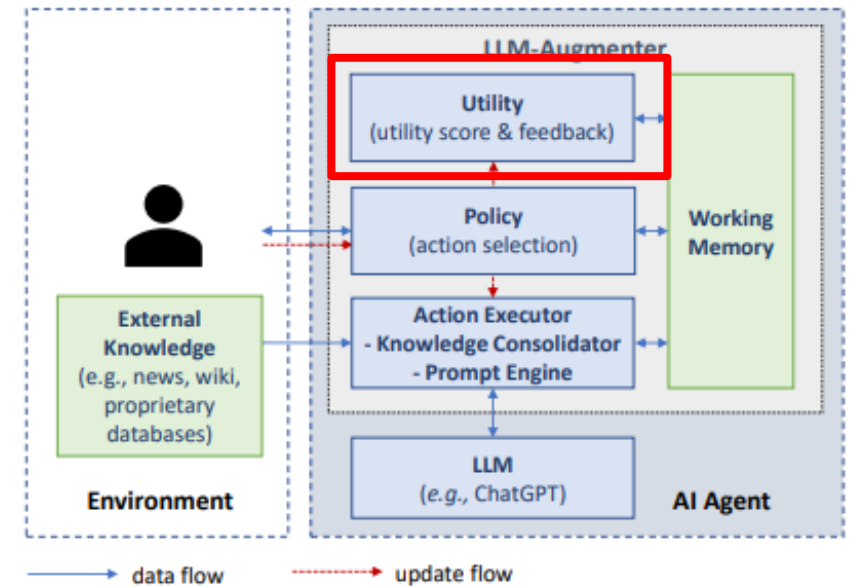 LLM-Augmenter
Utility
(utility score & feedback)
Policy
(action selection)
Working
Memory
External
Knowledge
(e.g., news, wiki,
proprietary
databases)
Action Executor
- Knowledge Consolidator
- Prompt Engine
LLM
(e.g., ChatGPT)
Environment
AI Agent
data flow
update flow